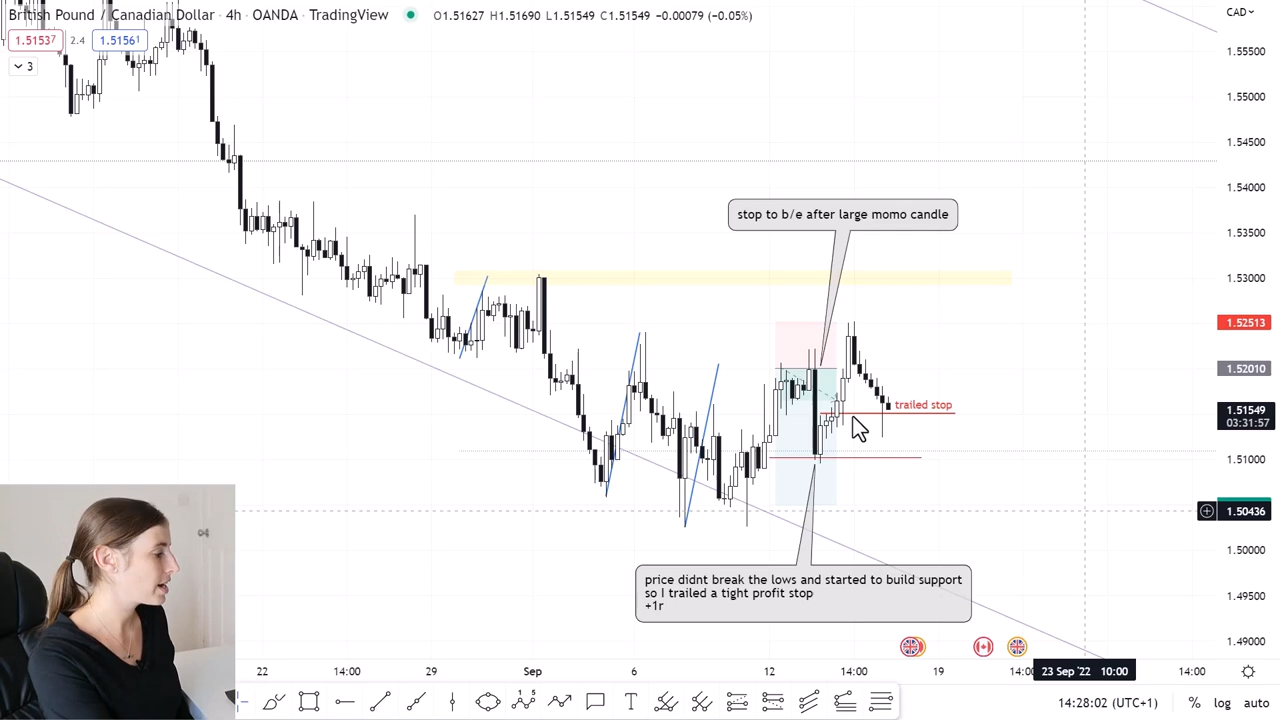 British Pound / Canadian Dollar · 4h · OANDA · TradingView
O1.51627 H1.51690 L1.51549 C1.51549 −0.00079 (−0.05%)
CAD
1.51537
2.4
1.51561
3
1.55500
1.55000
1.54500
1.54000
1.53500
1.53000
1.52513
1.52010
1.51549
03:31:57
1.51000
1.50436
1.50000
1.49500
1.49000
stop to b/e after large momo candle
trailed stop
price didnt break the lows and started to build support
so I trailed a tight profit stop
+1r
22
14:00
29
Sep
6
12
14:00
19
14:00
23 Sep '22 10:00
14:00
14:28:02 (UTC+1)
%
log
auto